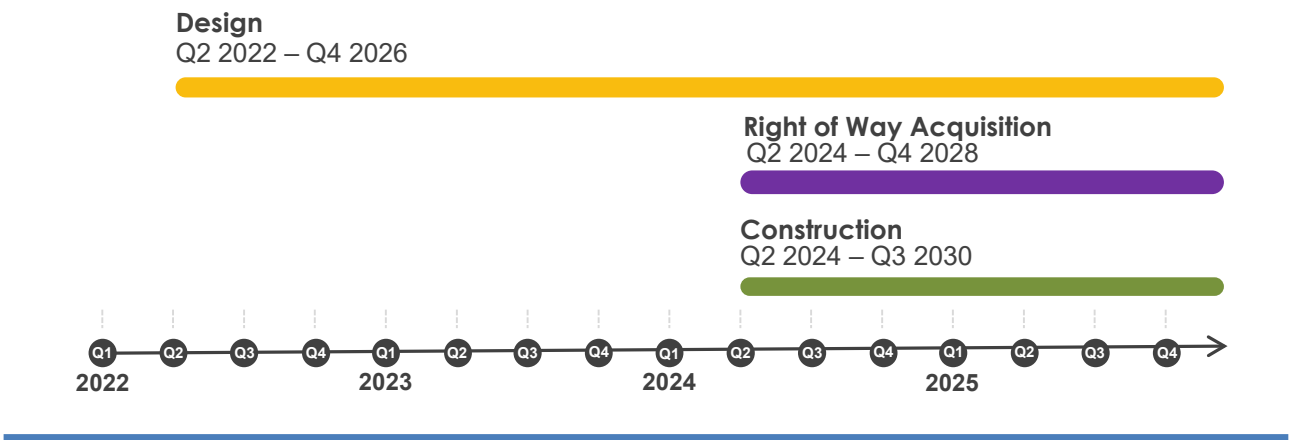 Design
Q2 2022 – Q4 2026
Right of Way Acquisition
Q2 2024 – Q4 2028
Construction
Q2 2024 – Q3 2030
Q1 Q2 Q3 Q4 Q1 Q2 Q3 Q4 Q1 Q2 Q3 Q4 Q1 Q2 Q3 Q4
2022 2023 2024 2025